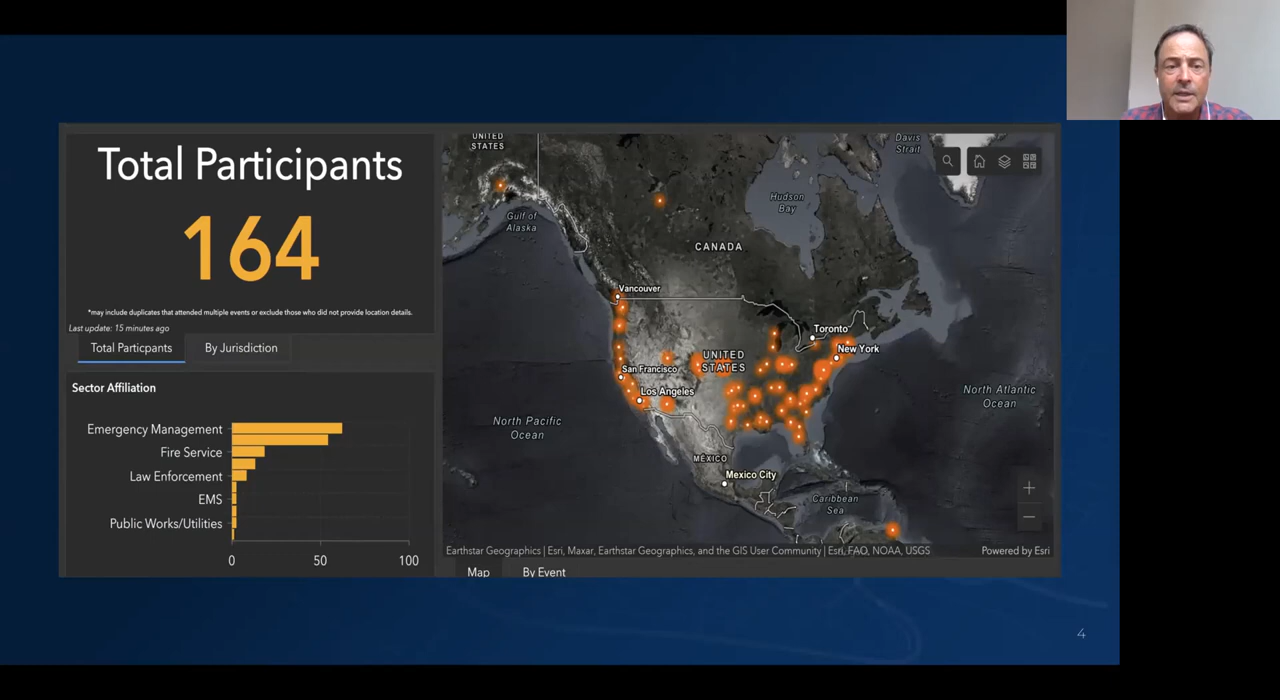 Total Participants
164
*may include duplicates that attended multiple events or exclude those who did not provide location details.
Last update: 15 minutes ago
Total Particpants
By Jurisdiction
Sector Affiliation
Emergency Management
Fire Service
Law Enforcement
EMS
Public Works/Utilities
0
50
100
UNITED
STATES
Davis
Strait
Hudson
Bay
Gulf of
Alaska
CANADA
Vancouver
Toronto
New York
UNITED
STATES
San Francisco
Los Angeles
North Pacific
Ocean
North Atlantic
Ocean
MÉXICO
Mexico City
Caribbean
Sea
+
−
Earthstar Geographics | Esri, Maxar, Earthstar Geographics, and the GIS User Community | Esri, FAO, NOAA, USGS
Powered by Esri
Map
By Event
4